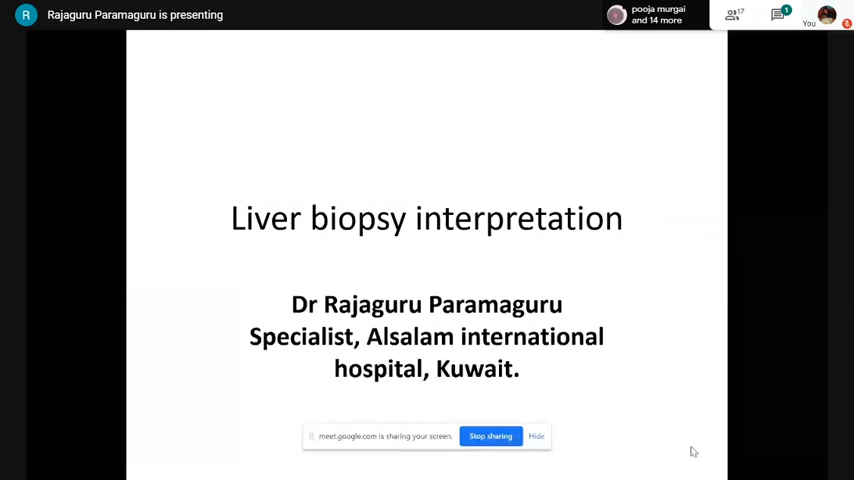 R Rajaguru Paramaguru is presenting
pooja murgai
and 14 more
17
1
You
Liver biopsy interpretation
Dr Rajaguru Paramaguru
Specialist, Alsalam international
hospital, Kuwait.
meet.google.com is sharing your screen. Stop sharing Hide